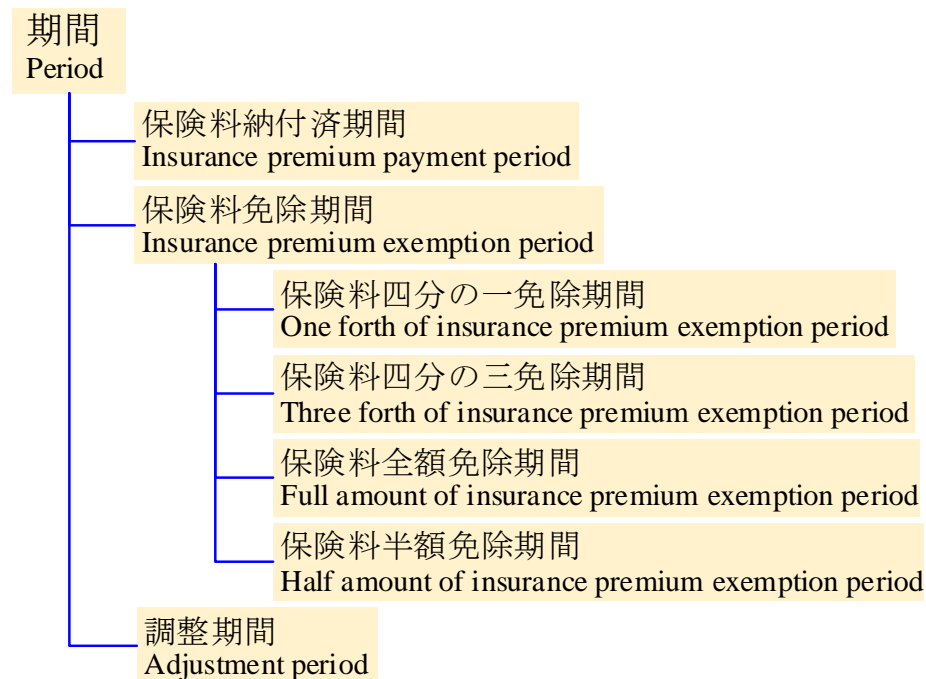 期間
Period
保険料納付済期間
Insurance premium payment period
保険料免除期間
Insurance premium exemption period
保険料四分の一免除期間
One forth of insurance premium exemption period
保険料四分の三免除期間
Three forth of insurance premium exemption period
保険料全額免除期間
Full amount of insurance premium exemption period
保険料半額免除期間
Half amount of insurance premium exemption period
調整期間
Adjustment period